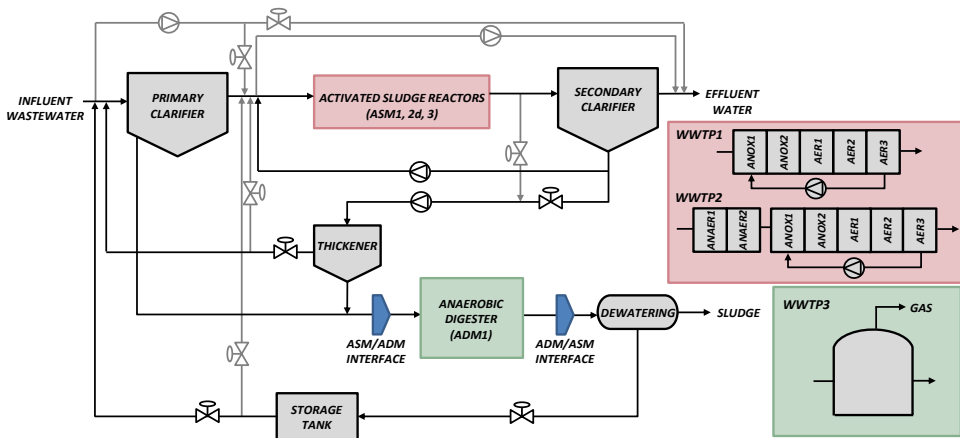 INFLUENT
WASTEWATER
PRIMARY
CLARIFIER
ACTIVATED SLUDGE REACTORS
(ASM1, 2d, 3)
SECONDARY
CLARIFIER
EFFLUENT
WATER
WWTP1
ANOX1
ANOX2
AER1
AER2
AER3
WWTP2
ANAER1
ANAER2
ANOX1
ANOX2
AER1
AER2
AER3
THICKENER
ANAEROBIC
DIGESTER
(ADM1)
ASM/ADM
INTERFACE
ADM/ASM
INTERFACE
DEWATERING
SLUDGE
WWTP3
GAS
STORAGE
TANK